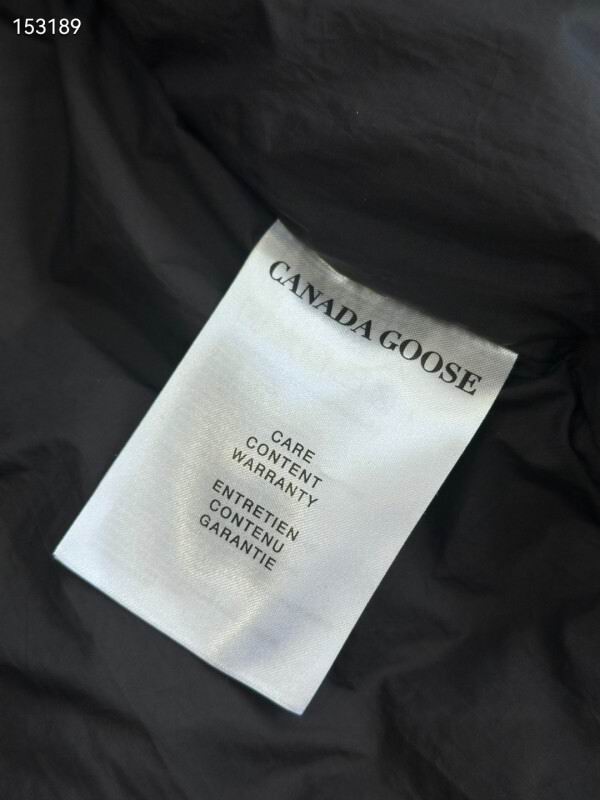 153189
CANADA GOOSE
CARE
CONTENT
WARRANTY
ENTRETIEN
CONTENU
GARANTIE